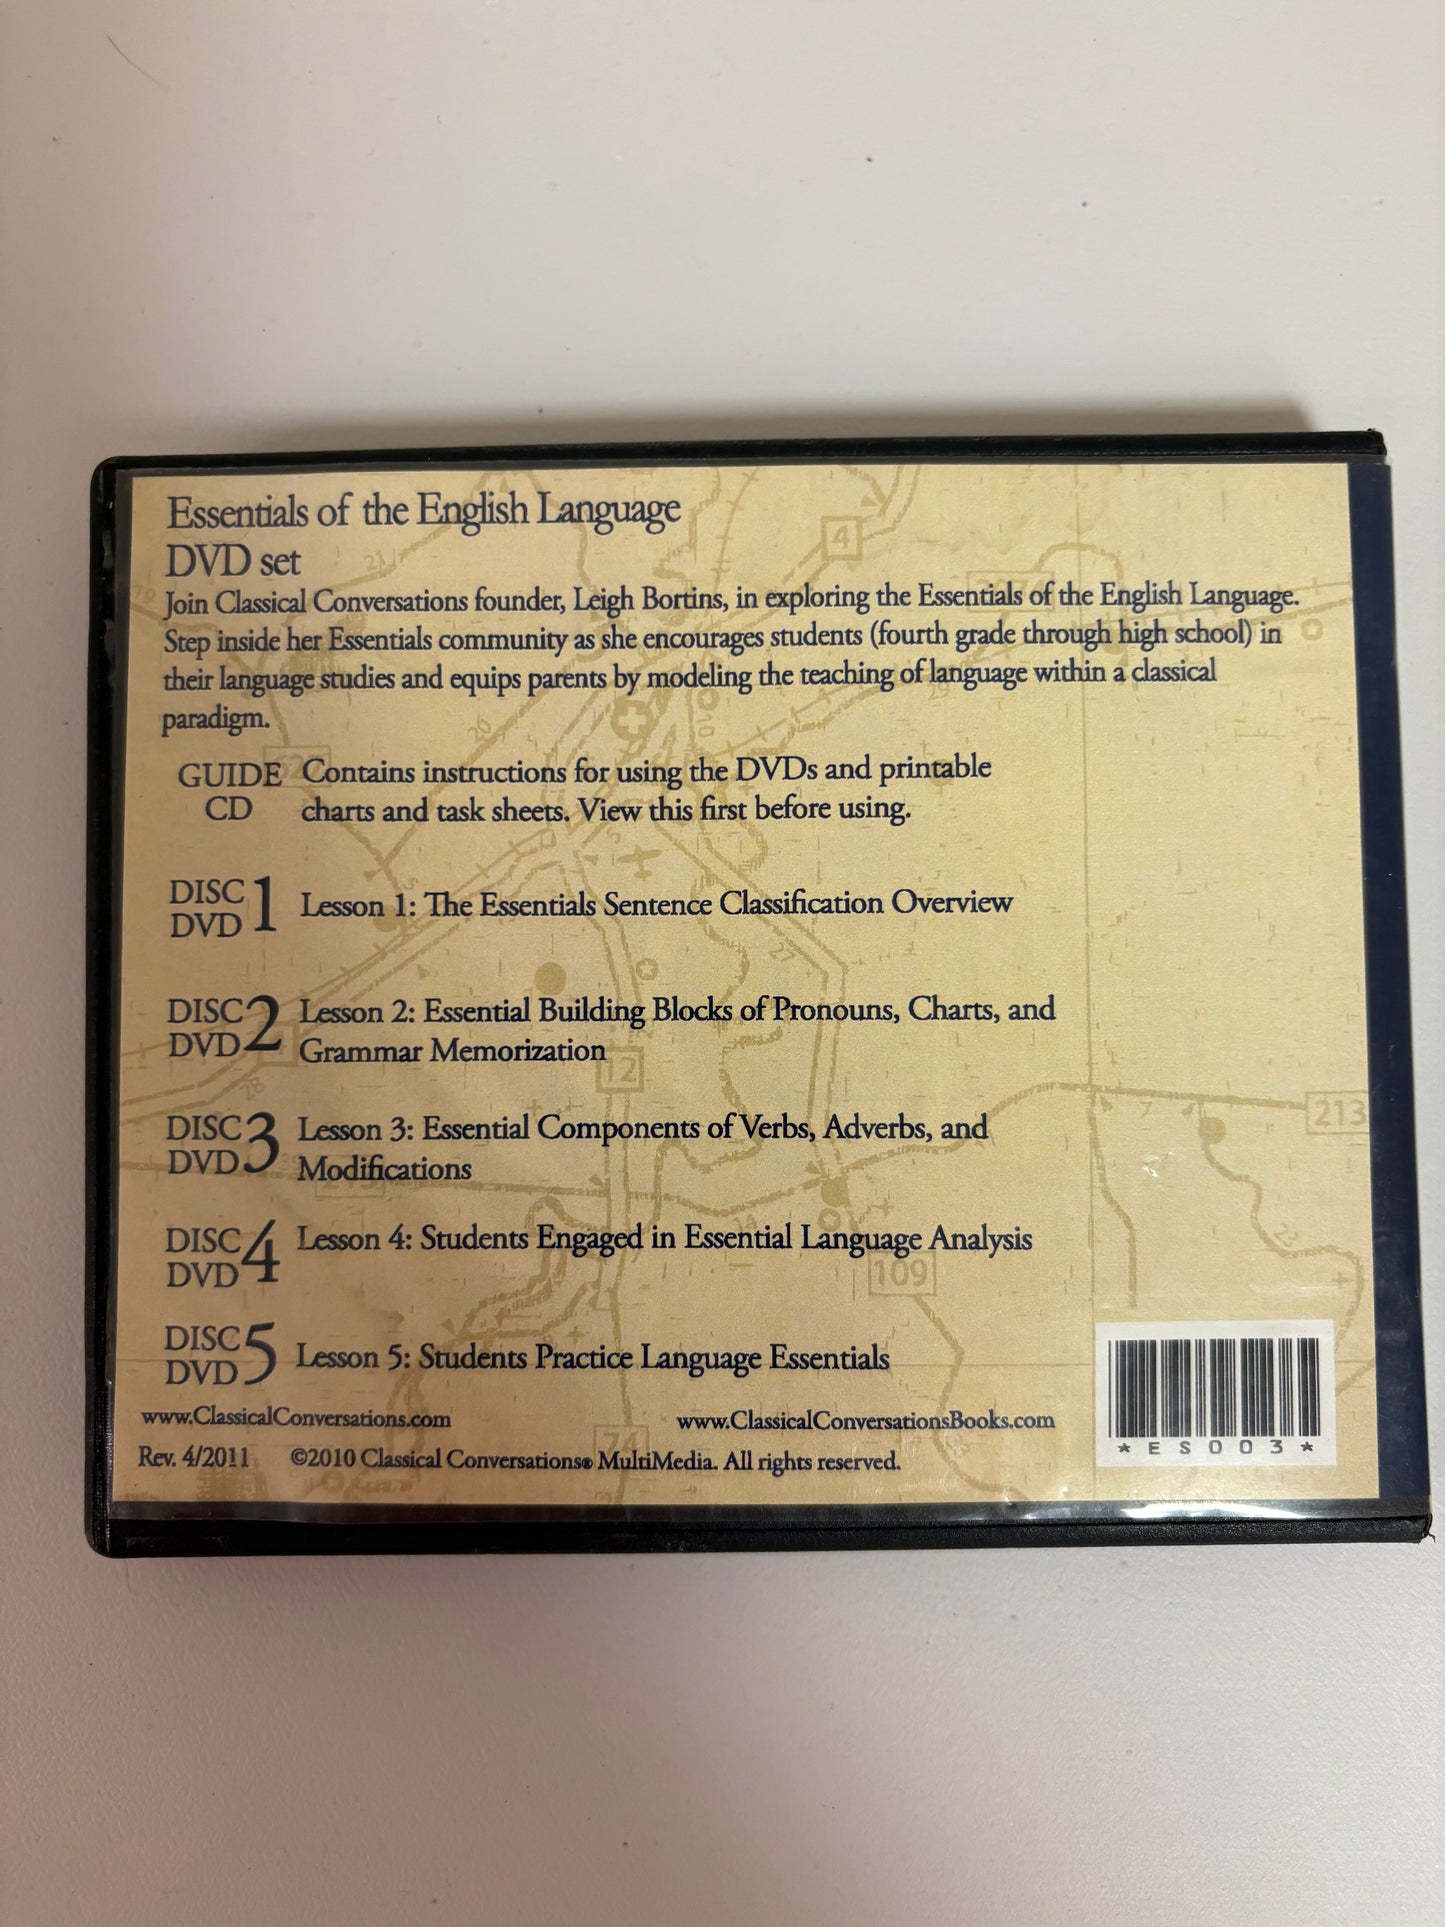 Essentials of the English Language
DVD set
Join Classical Conversations founder, Leigh Bortins, in exploring the Essentials of the English Language.
Step inside her Essentials community as she encourages students (fourth grade through high school) in
their language studies and equips parents by modeling the teaching of language within a classical
paradigm.
GUIDE CD Contains instructions for using the DVDs and printable
charts and task sheets. View this first before using.
DISC DVD 1 Lesson 1: The Essentials Sentence Classification Overview
DISC DVD 2 Lesson 2: Essential Building Blocks of Pronouns, Charts, and
Grammar Memorization
DISC DVD 3 Lesson 3: Essential Components of Verbs, Adverbs, and
Modifications
DISC DVD 4 Lesson 4: Students Engaged in Essential Language Analysis
DISC DVD 5 Lesson 5: Students Practice Language Essentials
www.ClassicalConversations.com www.ClassicalConversationsBooks.com
Rev. 4/2011 ©2010 Classical Conversations® MultiMedia. All rights reserved.
*ES003*
4
12
213
109
74